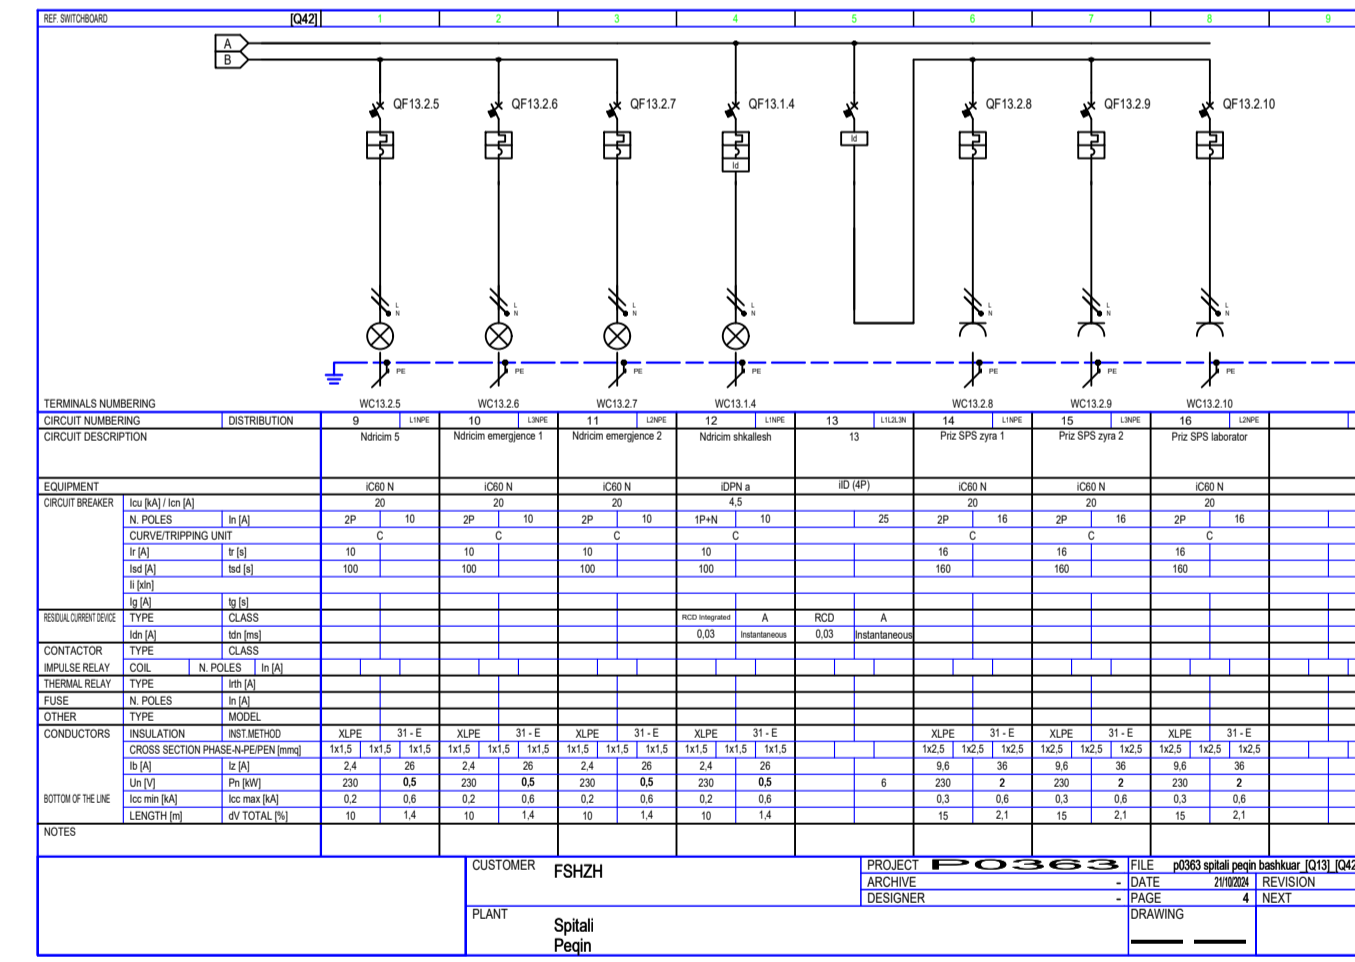 REF. SWITCHBOARD [Q42] 1 2 3 4 5 6 7 8 9
A
B
QF13.2.5 QF13.2.6 QF13.2.7 QF13.1.4 QF13.2.8 QF13.2.9 QF13.2.10
Id
Id
L L L L L L L
N N N N N N N
PE PE PE PE PE PE PE
TERMINALS NUMBERING WC13.2.5 WC13.2.6 WC13.2.7 WC13.1.4 WC13.2.8 WC13.2.9 WC13.2.10
CIRCUIT NUMBERING DISTRIBUTION 9 L1NPE 10 L3NPE 11 L2NPE 12 L1NPE 13 L1L2L3N 14 L1NPE 15 L3NPE 16 L2NPE
CIRCUIT DESCRIPTION Ndricim 5 Ndricim emergjence 1 Ndricim emergjence 2 Ndricim shkallesh 13 Priz SPS zyra 1 Priz SPS zyra 2 Priz SPS laborator
EQUIPMENT iC60 N iC60 N iC60 N iDPN a iID (4P) iC60 N iC60 N iC60 N
CIRCUIT BREAKER Icu [kA] / Icn [A] 20 20 20 4,5 20 20 20
N. POLES In [A] 2P 10 2P 10 2P 10 1P+N 10 25 2P 16 2P 16 2P 16
CURVE/TRIPPING UNIT C C C C C C C
Ir [A] tr [s] 10 10 10 10 16 16 16
Isd [A] tsd [s] 100 100 100 100 160 160 160
Ii [xIn]
Ig [A] tg [s]
RESIDUAL CURRENT DEVICE TYPE CLASS RCD Integrated A RCD A
Idn [A] tdn [ms] 0,03 Instantaneous 0,03 Instantaneous
CONTACTOR TYPE CLASS
IMPULSE RELAY COIL N. POLES In [A]
THERMAL RELAY TYPE Irth [A]
FUSE N. POLES In [A]
OTHER TYPE MODEL
CONDUCTORS INSULATION INST.METHOD XLPE 31 - E XLPE 31 - E XLPE 31 - E XLPE 31 - E XLPE 31 - E XLPE 31 - E XLPE 31 - E
CROSS SECTION PHASE-N-PE/PEN [mmq] 1x1,5 1x1,5 1x1,5 1x1,5 1x1,5 1x1,5 1x1,5 1x1,5 1x1,5 1x1,5 1x1,5 1x1,5 1x2,5 1x2,5 1x2,5 1x2,5 1x2,5 1x2,5 1x2,5 1x2,5 1x2,5
Ib [A] Iz [A] 2,4 26 2,4 26 2,4 26 2,4 26 9,6 36 9,6 36 9,6 36
Un [V] Pn [kW] 230 0,5 230 0,5 230 0,5 230 0,5 6 230 2 230 2 230 2
BOTTOM OF THE LINE Icc min [kA] Icc max [kA] 0,2 0,6 0,2 0,6 0,2 0,6 0,2 0,6 0,3 0,6 0,3 0,6 0,3 0,6
LENGTH [m] dV TOTAL [%] 10 1,4 10 1,4 10 1,4 10 1,4 15 2,1 15 2,1 15 2,1
NOTES
CUSTOMER FSHZH
PROJECT P0363 FILE p0363 spitali peqin bashkuar_[Q13]_[Q42
ARCHIVE - DATE 21/10/2024 REVISION
DESIGNER - PAGE 4 NEXT
PLANT Spitali
Peqin
DRAWING